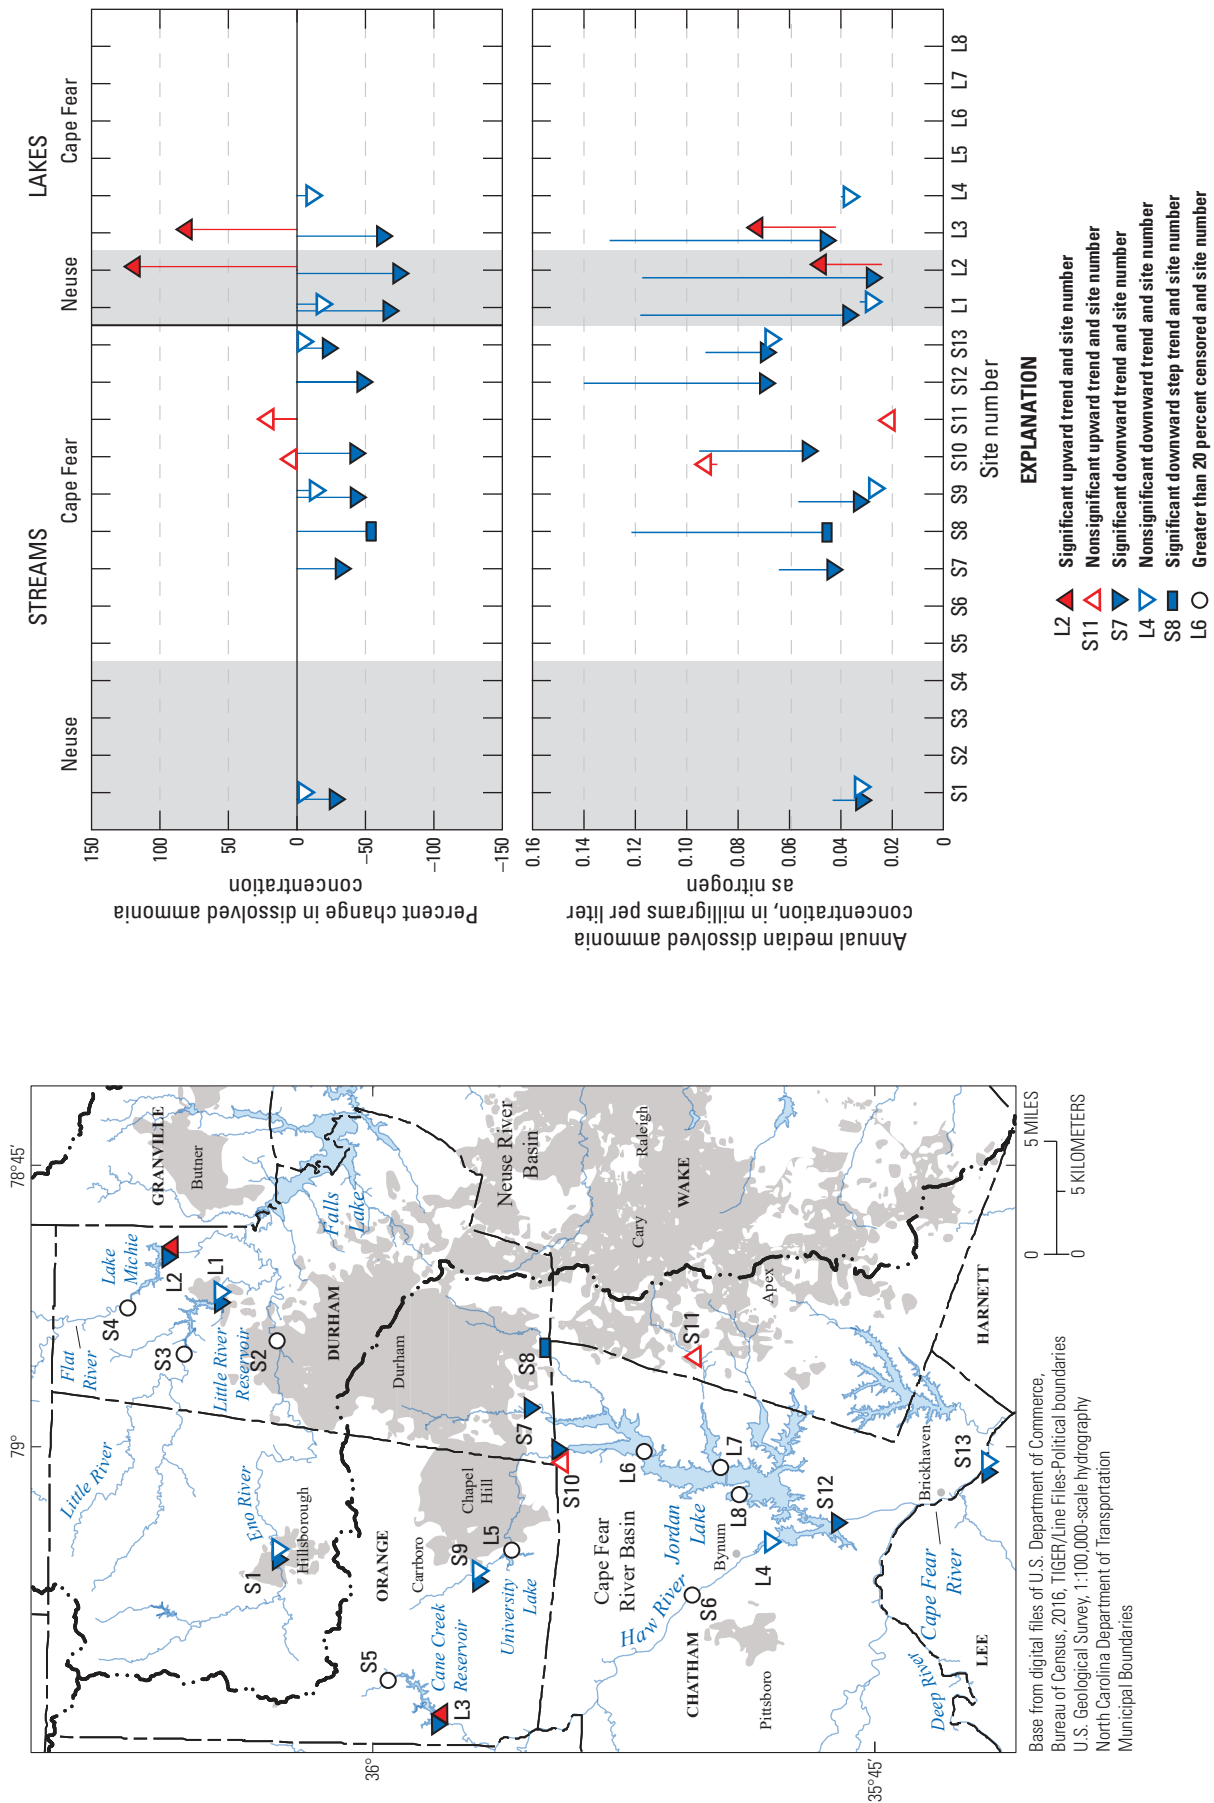 79°
78°45'
36°
35°45'
GRANVILLE
Butner
Lake
Michie
Flat
River
S4
L2
S3
L1
Little River
Reservoir
S2
Little River
Falls
Lake
DURHAM
Durham
Eno River
S1
Hillsborough
ORANGE
Neuse River
Basin
Raleigh
WAKE
Cary
Apex
S11
S8
S7
S10
Chapel
Hill
Carrboro
S9
L5
University
Lake
S5
Cane Creek
Reservoir
L3
Cape Fear
River Basin
L6
L7
L8
Jordan
Lake
Bynum
Haw River
S6
L4
S12
CHATHAM
Pittsboro
Brickhaven
S13
HARNETT
Cape Fear
River
Deep River
LEE
0 5 MILES
0 5 KILOMETERS
Base from digital files of U.S. Department of Commerce,
Bureau of Census, 2016, TIGER/Line Files-Political boundaries
U.S. Geological Survey, 1:100,000-scale hydrography
North Carolina Department of Transportation
Municipal Boundaries
STREAMS LAKES
Neuse Cape Fear Neuse Cape Fear
150
100
50
0
−50
−100
−150
Percent change in dissolved ammonia
concentration
0.16
0.14
0.12
0.10
0.08
0.06
0.04
0.02
0
Annual median dissolved ammonia
concentration, in milligrams per liter
as nitrogen
S1 S2 S3 S4 S5 S6 S7 S8 S9 S10 S11 S12 S13 L1 L2 L3 L4 L5 L6 L7 L8
Site number
EXPLANATION
L2 Significant upward trend and site number
S11 Nonsignificant upward trend and site number
S7 Significant downward trend and site number
L4 Nonsignificant downward trend and site number
S8 Significant downward step trend and site number
L6 Greater than 20 percent censored and site number